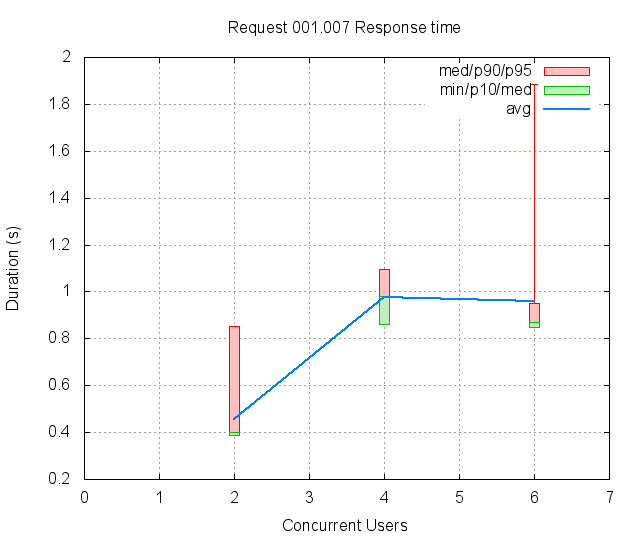 Request 001.007 Response time
med/p90/p95
min/p10/med
avg
2
1.8
1.6
1.4
1.2
1
0.8
0.6
0.4
0.2
Duration (s)
0 1 2 3 4 5 6 7
Concurrent Users